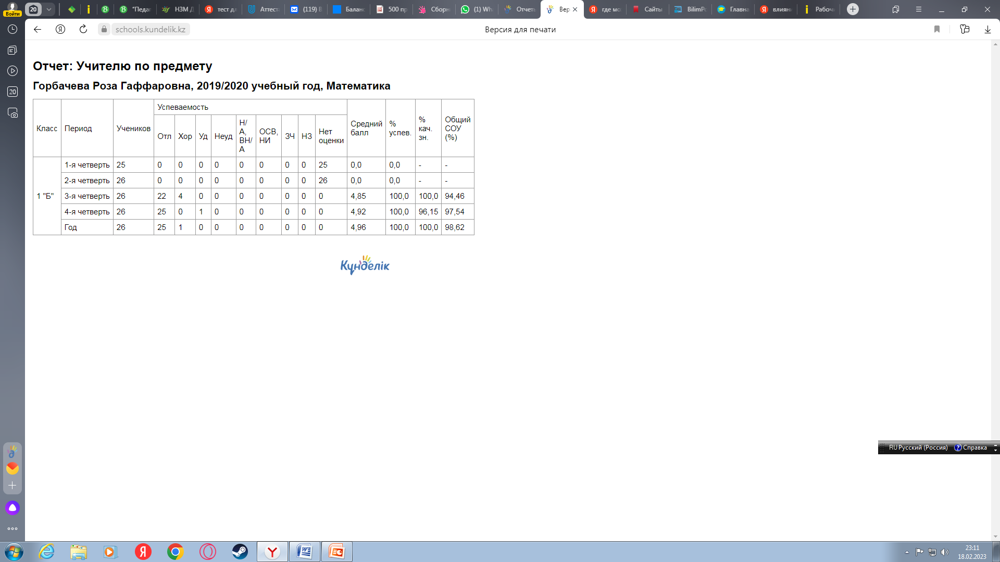 Войти
20
"Педаг
НЗМ Д
тест дл
Аттест
(119) В
Баланс
500 пр
Сборн
(1) Wha
Отчеты
Вер
где мо
Сайты
BilimPo
Главна
влияни
Рабочи
schools.kundelik.kz
Версия для печати
20
Отчет: Учителю по предмету
Горбачева Роза Гаффаровна, 2019/2020 учебный год, Математика
Класс Период Учеников Успеваемость Средний балл % успев. % кач. зн. Общий СОУ (%)
Отл Хор Уд Неуд Н/А, ВН/А ОСВ, НИ ЗЧ НЗ Нет оценки
1 "Б"
1-я четверть 25 0 0 0 0 0 0 0 0 25 0,0 0,0 - -
2-я четверть 26 0 0 0 0 0 0 0 0 26 0,0 0,0 - -
3-я четверть 26 22 4 0 0 0 0 0 0 0 4,85 100,0 100,0 94,46
4-я четверть 26 25 0 1 0 0 0 0 0 0 4,92 100,0 96,15 97,54
Год 26 25 1 0 0 0 0 0 0 0 4,96 100,0 100,0 98,62
Күнделік
RU Русский (Россия) Справка
23:11
18.02.2023